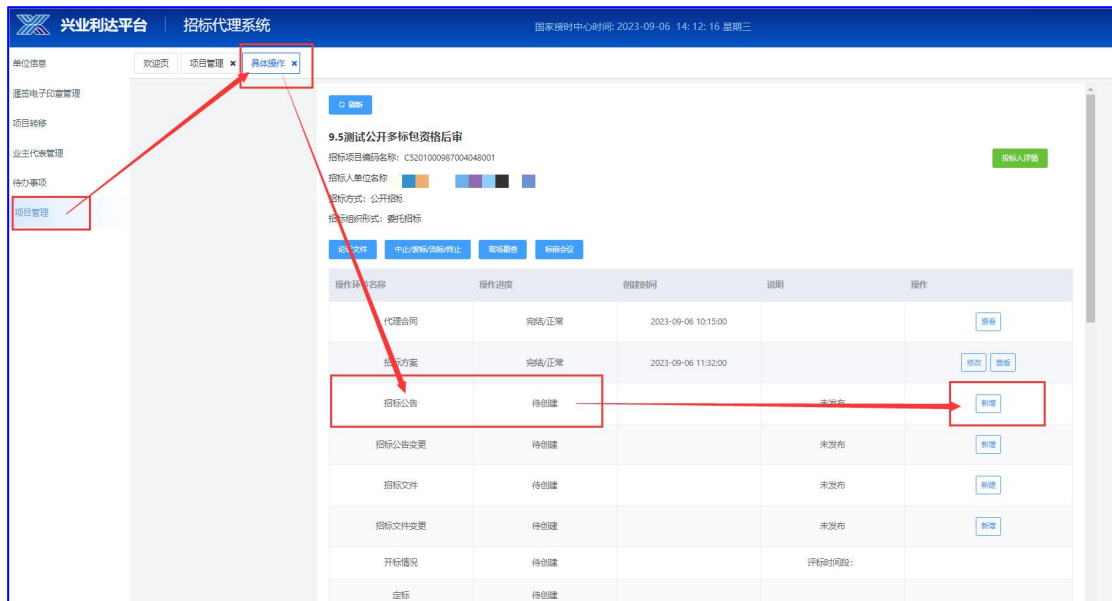 兴业利达平台 招标代理系统 国家授时中心时间: 2023-09-06 14: 12: 16 星期三
单位信息 欢迎页 项目管理 × 具体操作 ×
电子印章管理
项目转移
业主代表管理
待办事项
项目管理
刷新
9.5测试公开多标包资格后审
招标项目编码名称: C5201000987004048001
投标人详情
招标人单位名称
招标方式: 公开招标
招标组织形式: 委托招标
文件 中止/废标/流标/终止 现场勘查 标前会议
操作环节名称 操作进度 创建时间 说明 操作
代理合同 完结/正常 2023-09-06 10:15:00 查看
招标方案 完结/正常 2023-09-06 11:32:00 修改 查看
招标公告 待创建 未发布 新增
招标公告变更 待创建 未发布 新增
招标文件 待创建 未发布 新建
招标文件变更 待创建 未发布 新增
开标情况 待创建 评标时间段:
定标 待创建